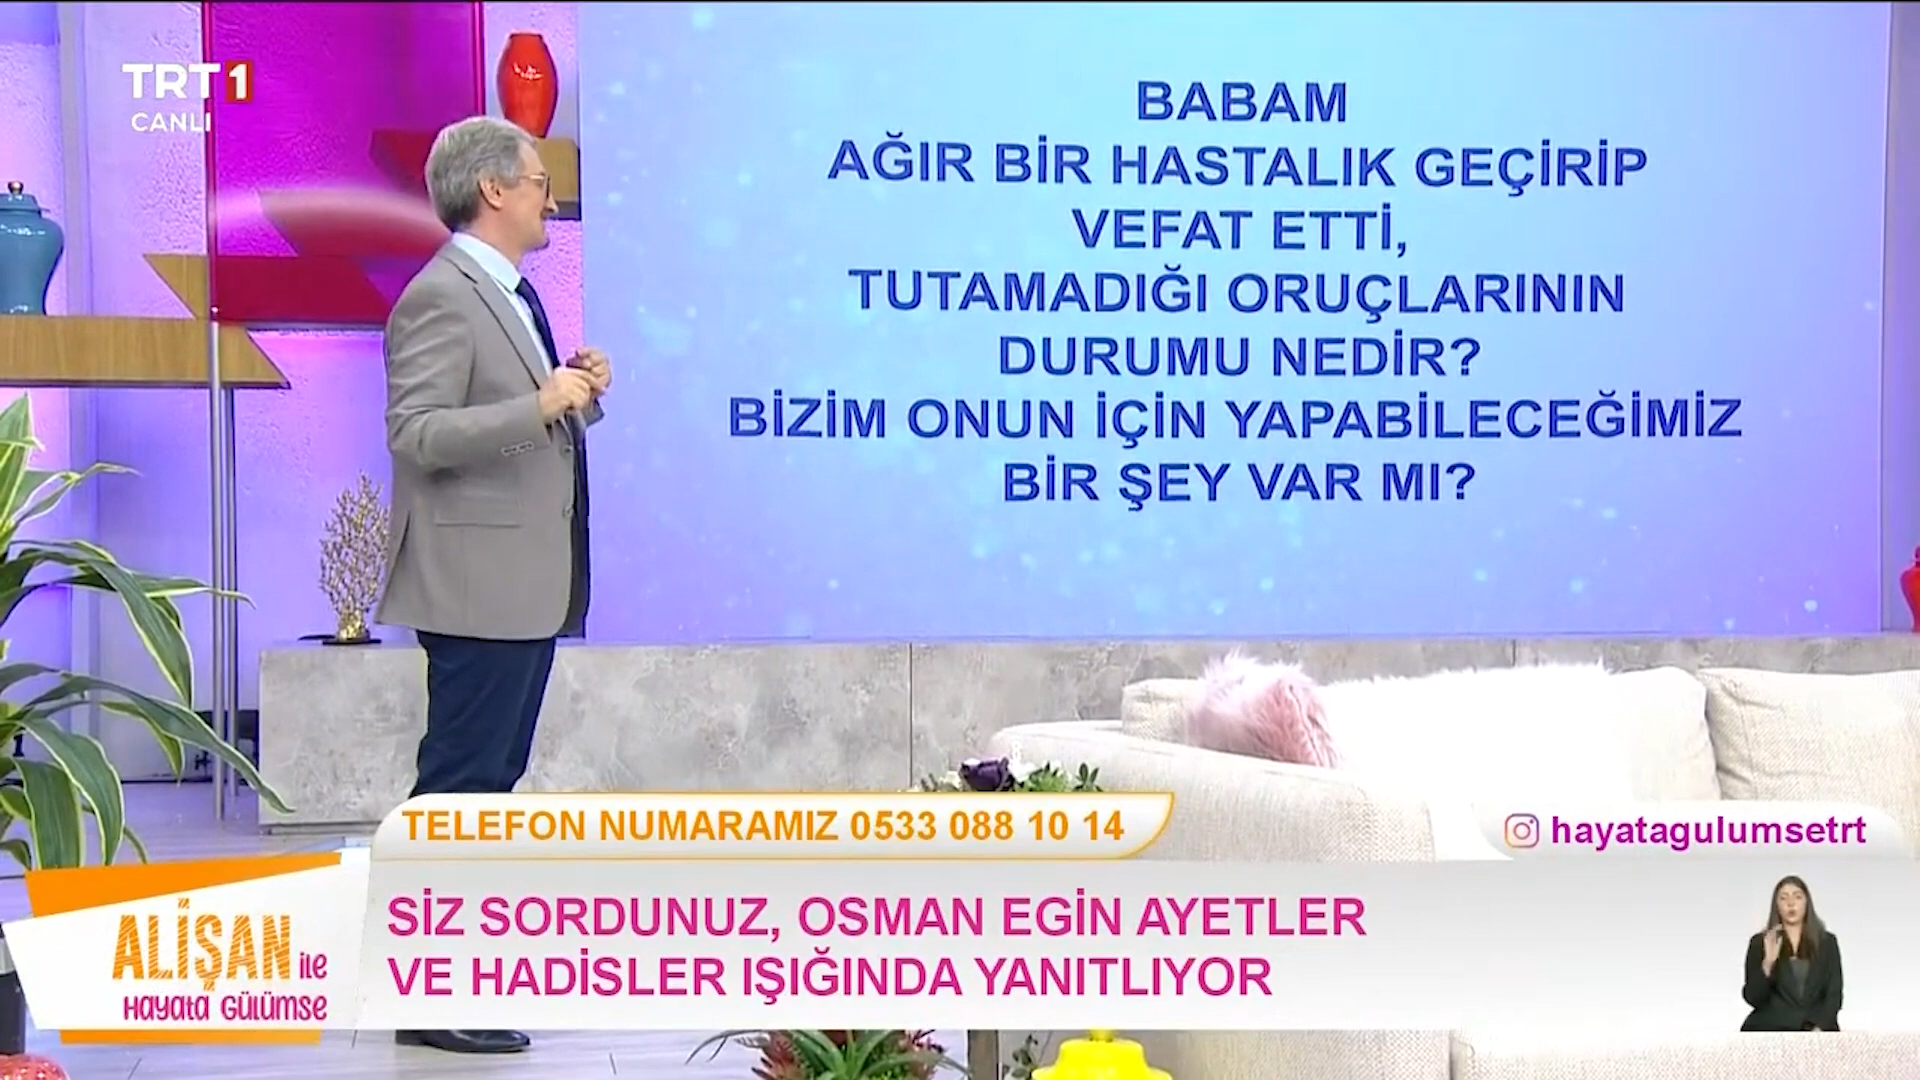 TRT 1
CANLI
BABAM
AĞIR BİR HASTALIK GEÇİRİP
VEFAT ETTİ,
TUTAMADIĞI ORUÇLARININ
DURUMU NEDİR?
BİZİM ONUN İÇİN YAPABİLECEĞİMİZ
BİR ŞEY VAR MI?
TELEFON NUMARAMIZ 0533 088 10 14
hayatagulumsetrt
SİZ SORDUNUZ, OSMAN EGİN AYETLER
VE HADİSLER IŞIĞINDA YANITLIYOR
ALİŞAN ile
HAYATA GÜLÜMSE